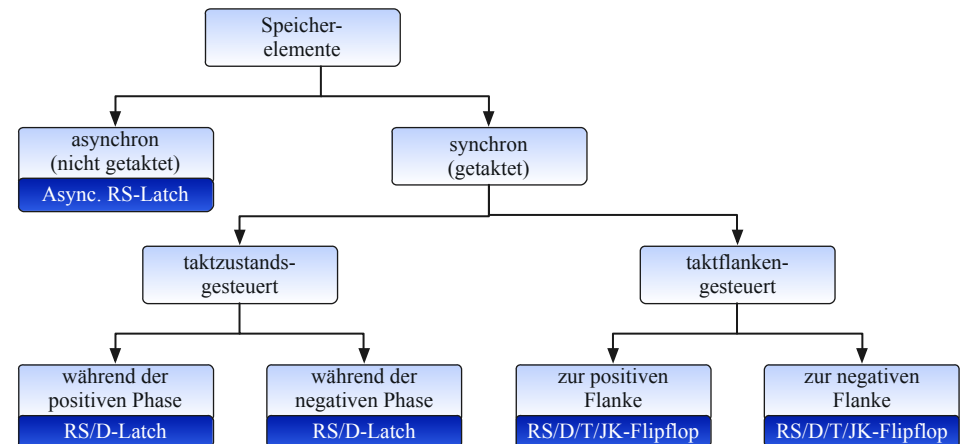 Speicher-
elemente
asynchron
(nicht getaktet)
Async. RS-Latch
synchron
(getaktet)
taktzustands-
gesteuert
taktflanken-
gesteuert
während der
positiven Phase
RS/D-Latch
während der
negativen Phase
RS/D-Latch
zur positiven
Flanke
RS/D/T/JK-Flipflop
zur negativen
Flanke
RS/D/T/JK-Flipflop